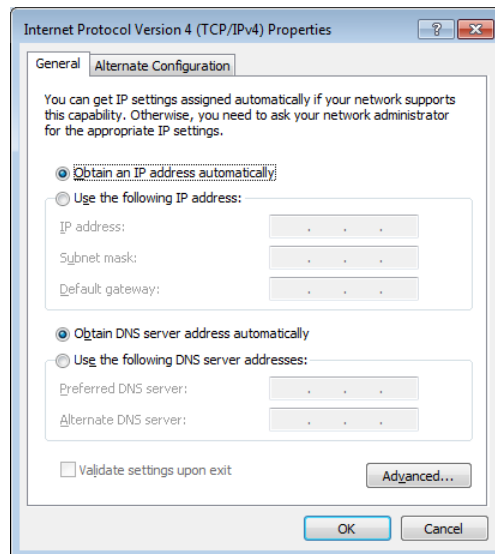 Internet Protocol Version 4 (TCP/IPv4) Properties
?
General
Alternate Configuration
You can get IP settings assigned automatically if your network supports
this capability. Otherwise, you need to ask your network administrator
for the appropriate IP settings.
Obtain an IP address automatically
Use the following IP address:
IP address:
Subnet mask:
Default gateway:
Obtain DNS server address automatically
Use the following DNS server addresses:
Preferred DNS server:
Alternate DNS server:
Validate settings upon exit
Advanced...
OK
Cancel